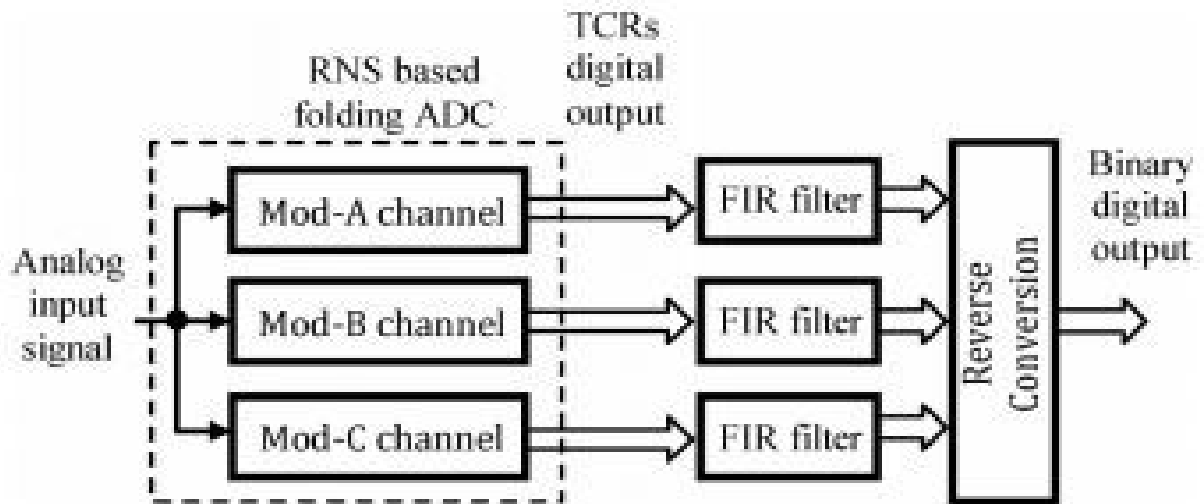 TCRs
digital
output
RNS based
folding ADC
Analog
input
signal
Mod-A channel
Mod-B channel
Mod-C channel
FIR filter
FIR filter
FIR filter
Reverse
Conversion
Binary
digital
output